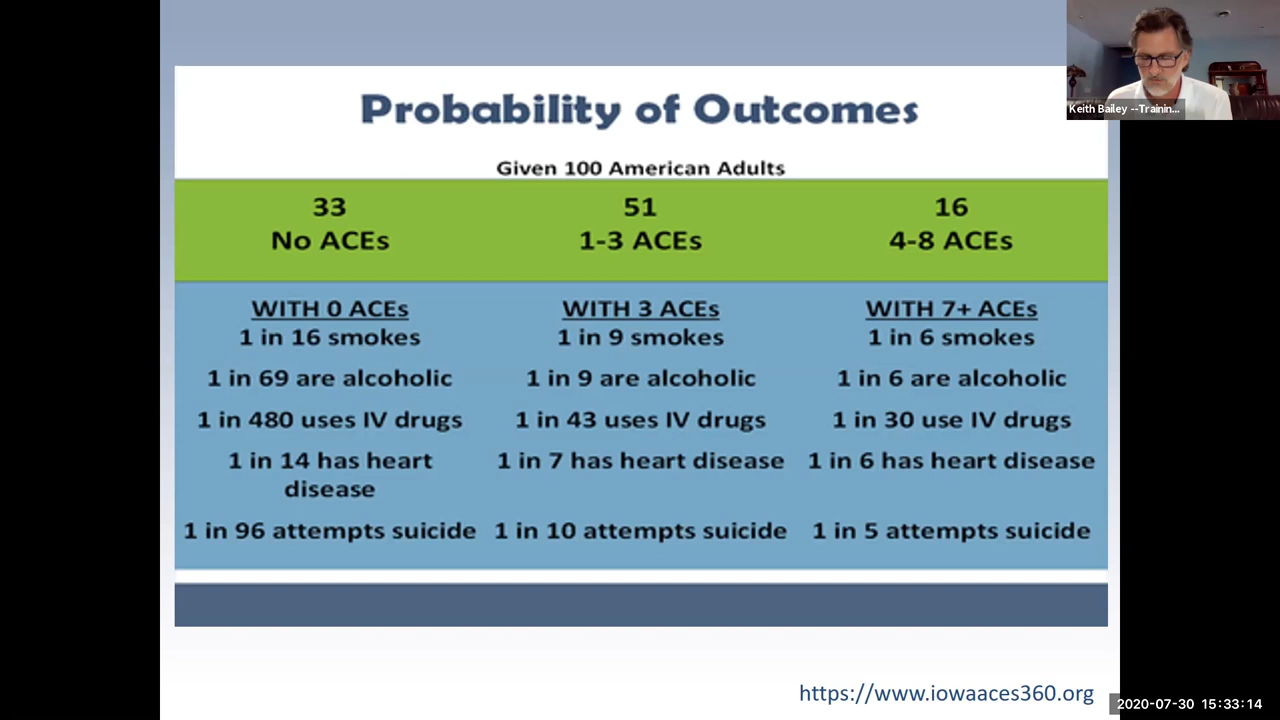 Keith Bailey --Trainin...
Probability of Outcomes
Given 100 American Adults
33
No ACEs
51
1-3 ACEs
16
4-8 ACEs
WITH 0 ACEs
1 in 16 smokes
1 in 69 are alcoholic
1 in 480 uses IV drugs
1 in 14 has heart
disease
1 in 96 attempts suicide
WITH 3 ACEs
1 in 9 smokes
1 in 9 are alcoholic
1 in 43 uses IV drugs
1 in 7 has heart disease
1 in 10 attempts suicide
WITH 7+ ACEs
1 in 6 smokes
1 in 6 are alcoholic
1 in 30 use IV drugs
1 in 6 has heart disease
1 in 5 attempts suicide
https://www.iowaaces360.org
2020-07-30 15:33:14